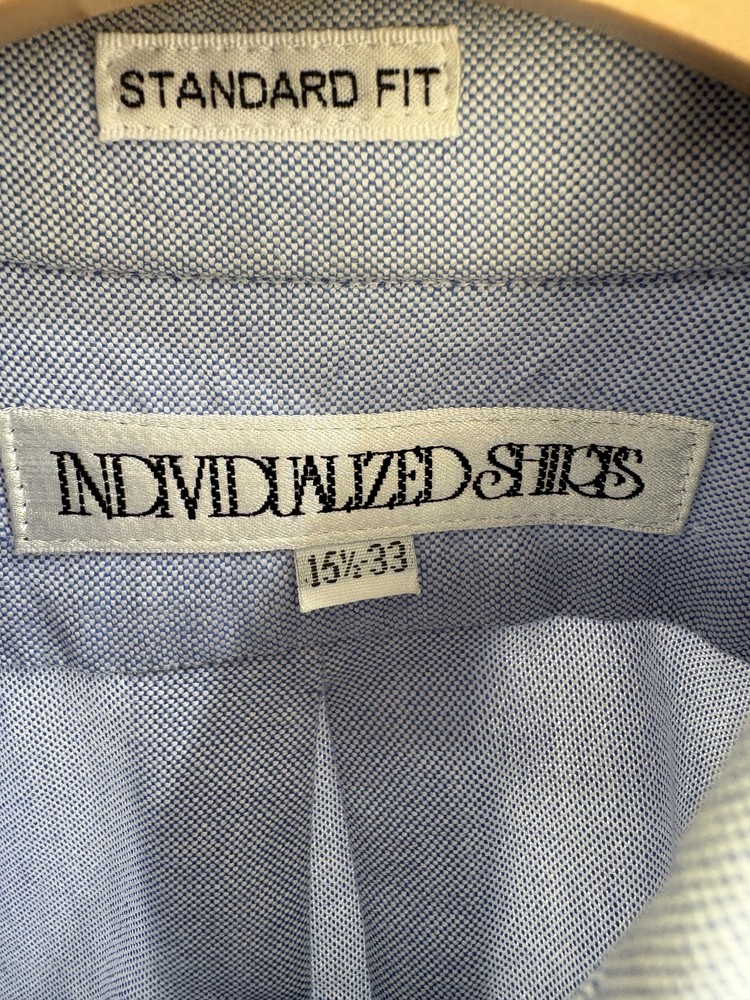 STANDARD FIT
INDIVIDUALIZED SHIRTS
15½-33